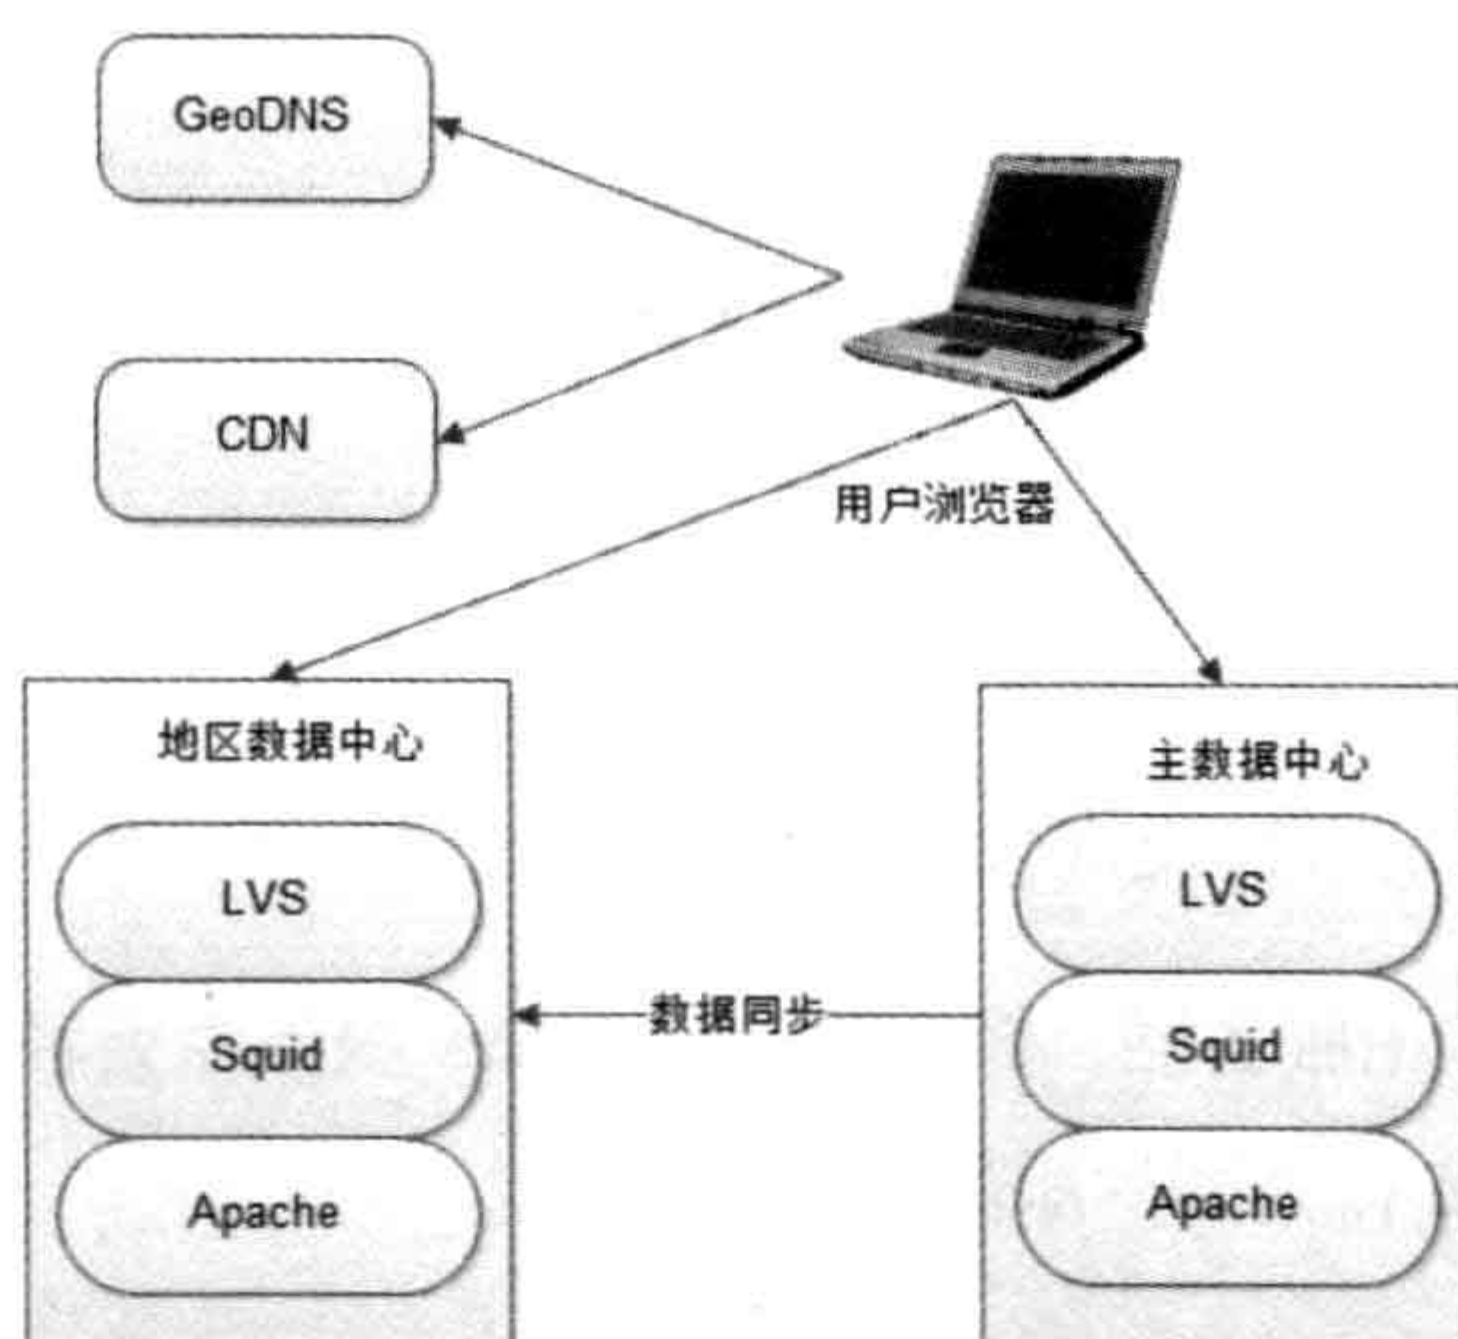 GeoDNS
CDN
用户浏览器
地区数据中心
LVS
Squid
Apache
数据同步
主数据中心
LVS
Squid
Apache